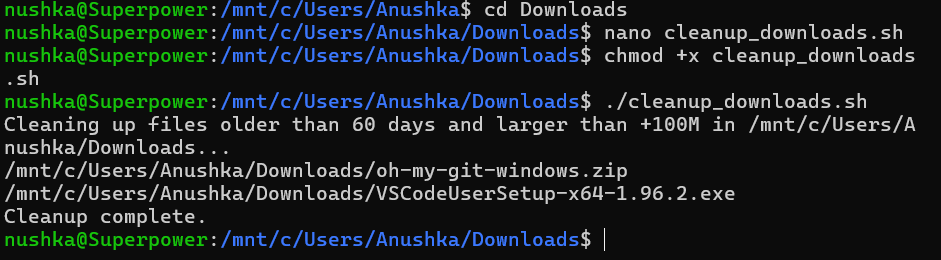 nushka@Superpower:/mnt/c/Users/Anushka$ cd Downloads
nushka@Superpower:/mnt/c/Users/Anushka/Downloads$ nano cleanup_downloads.sh
nushka@Superpower:/mnt/c/Users/Anushka/Downloads$ chmod +x cleanup_downloads
.sh
nushka@Superpower:/mnt/c/Users/Anushka/Downloads$ ./cleanup_downloads.sh
Cleaning up files older than 60 days and larger than +100M in /mnt/c/Users/A
nushka/Downloads...
/mnt/c/Users/Anushka/Downloads/oh-my-git-windows.zip
/mnt/c/Users/Anushka/Downloads/VSCodeUserSetup-x64-1.96.2.exe
Cleanup complete.
nushka@Superpower:/mnt/c/Users/Anushka/Downloads$